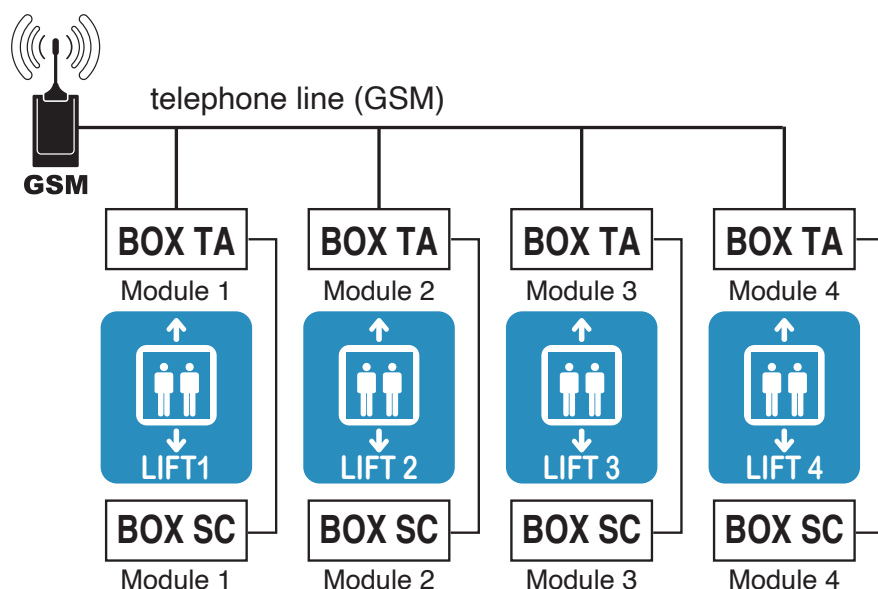 telephone line (GSM)
GSM
BOX TA BOX TA BOX TA BOX TA
Module 1 Module 2 Module 3 Module 4
LIFT1 LIFT 2 LIFT 3 LIFT 4
BOX SC BOX SC BOX SC BOX SC
Module 1 Module 2 Module 3 Module 4